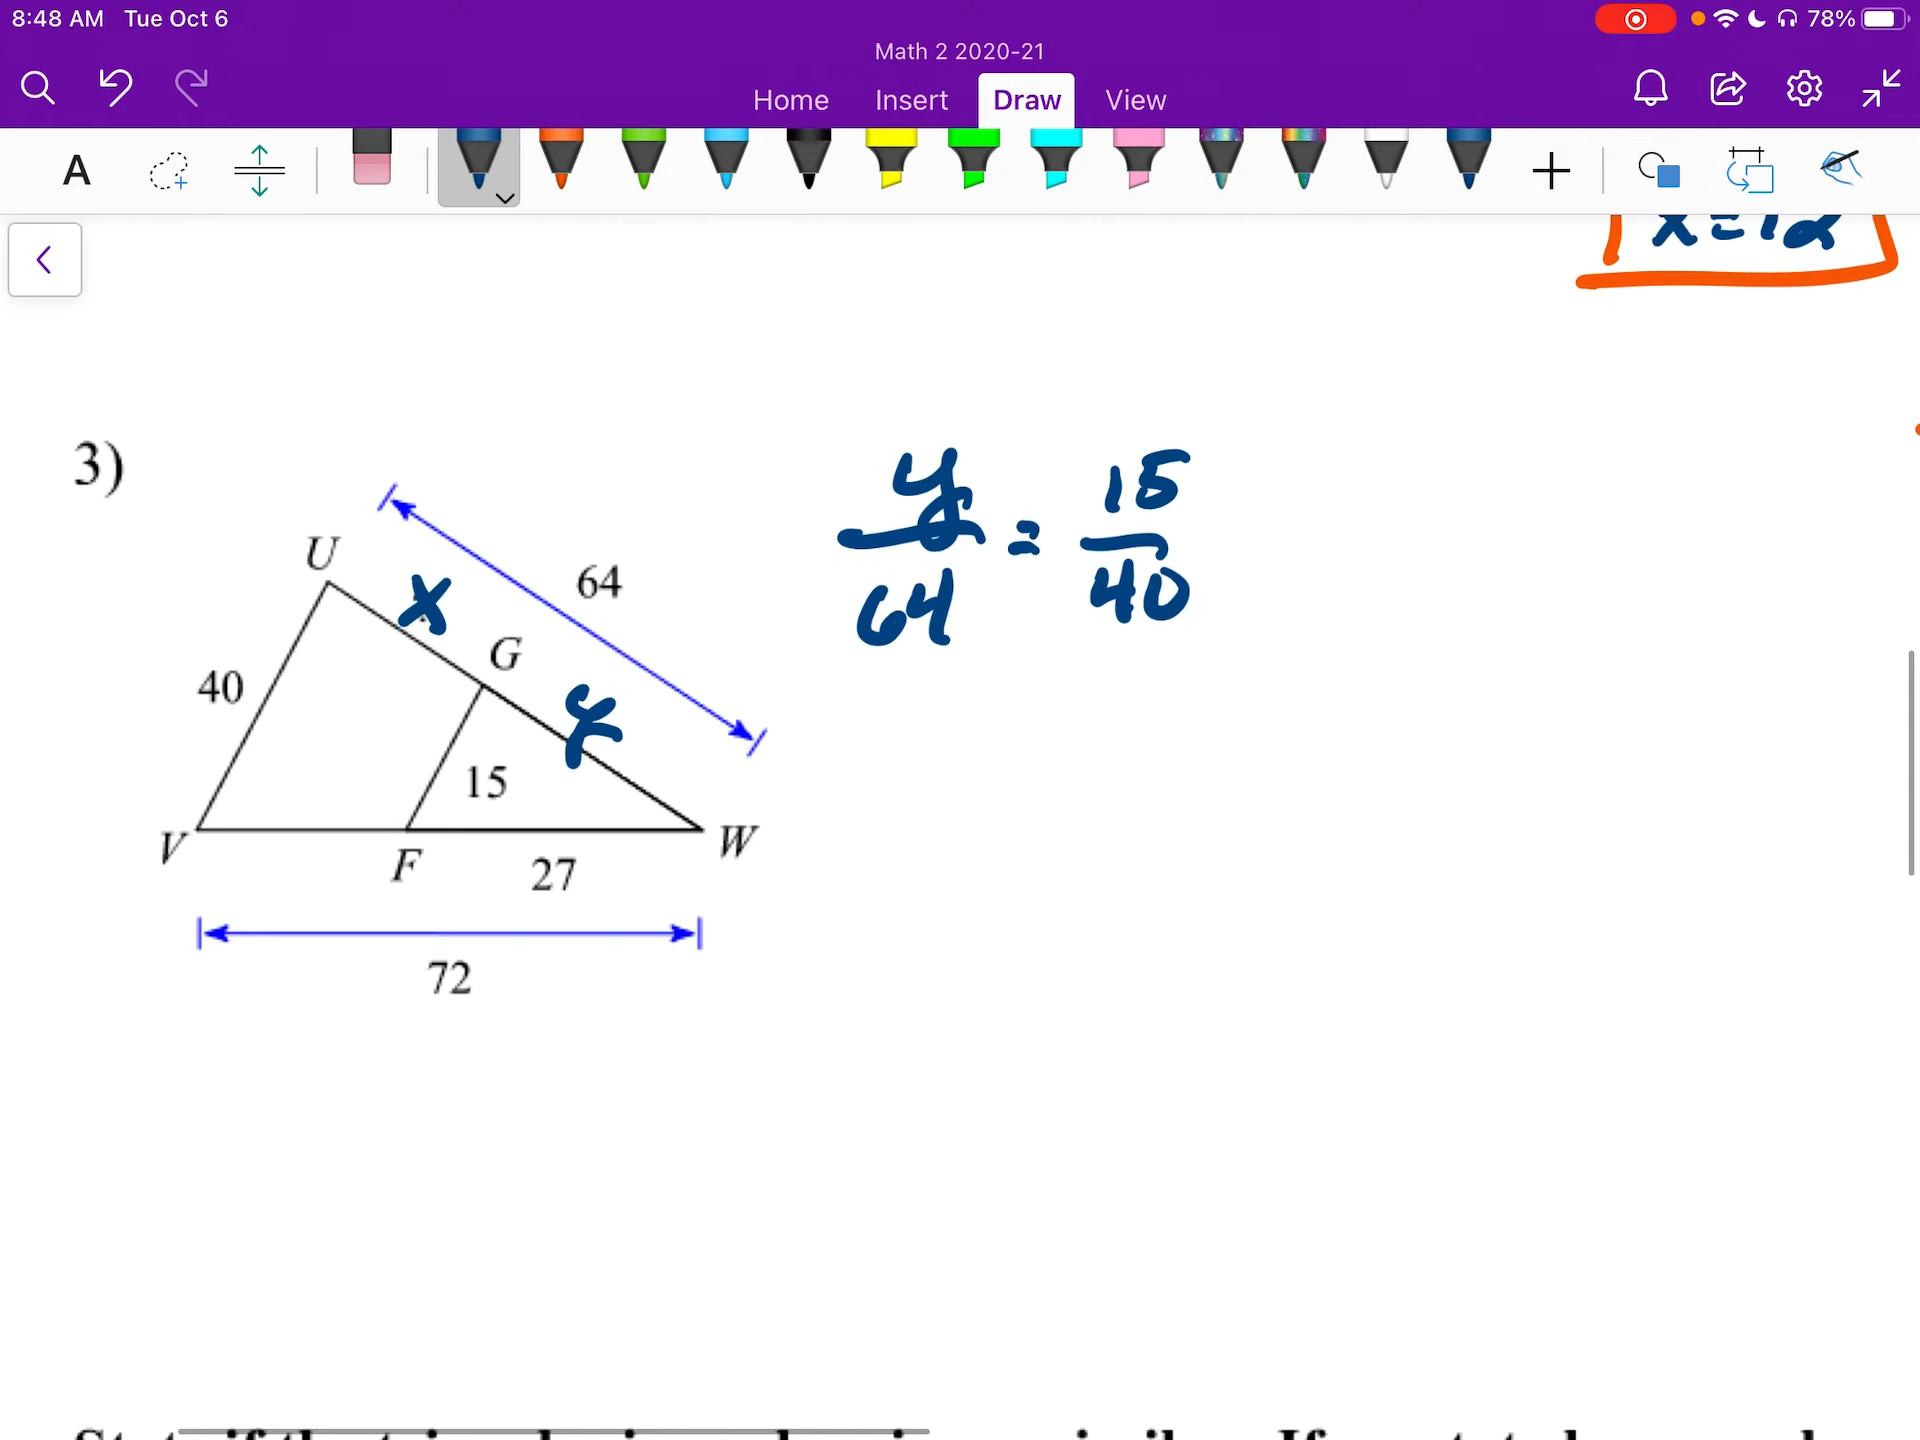 8:48 AM Tue Oct 6
78%
Math 2 2020-21
Home Insert Draw View
A
x = 12
3)
U
x
64
G
40
y
15
V
F
27
W
72
y/64 = 15/40